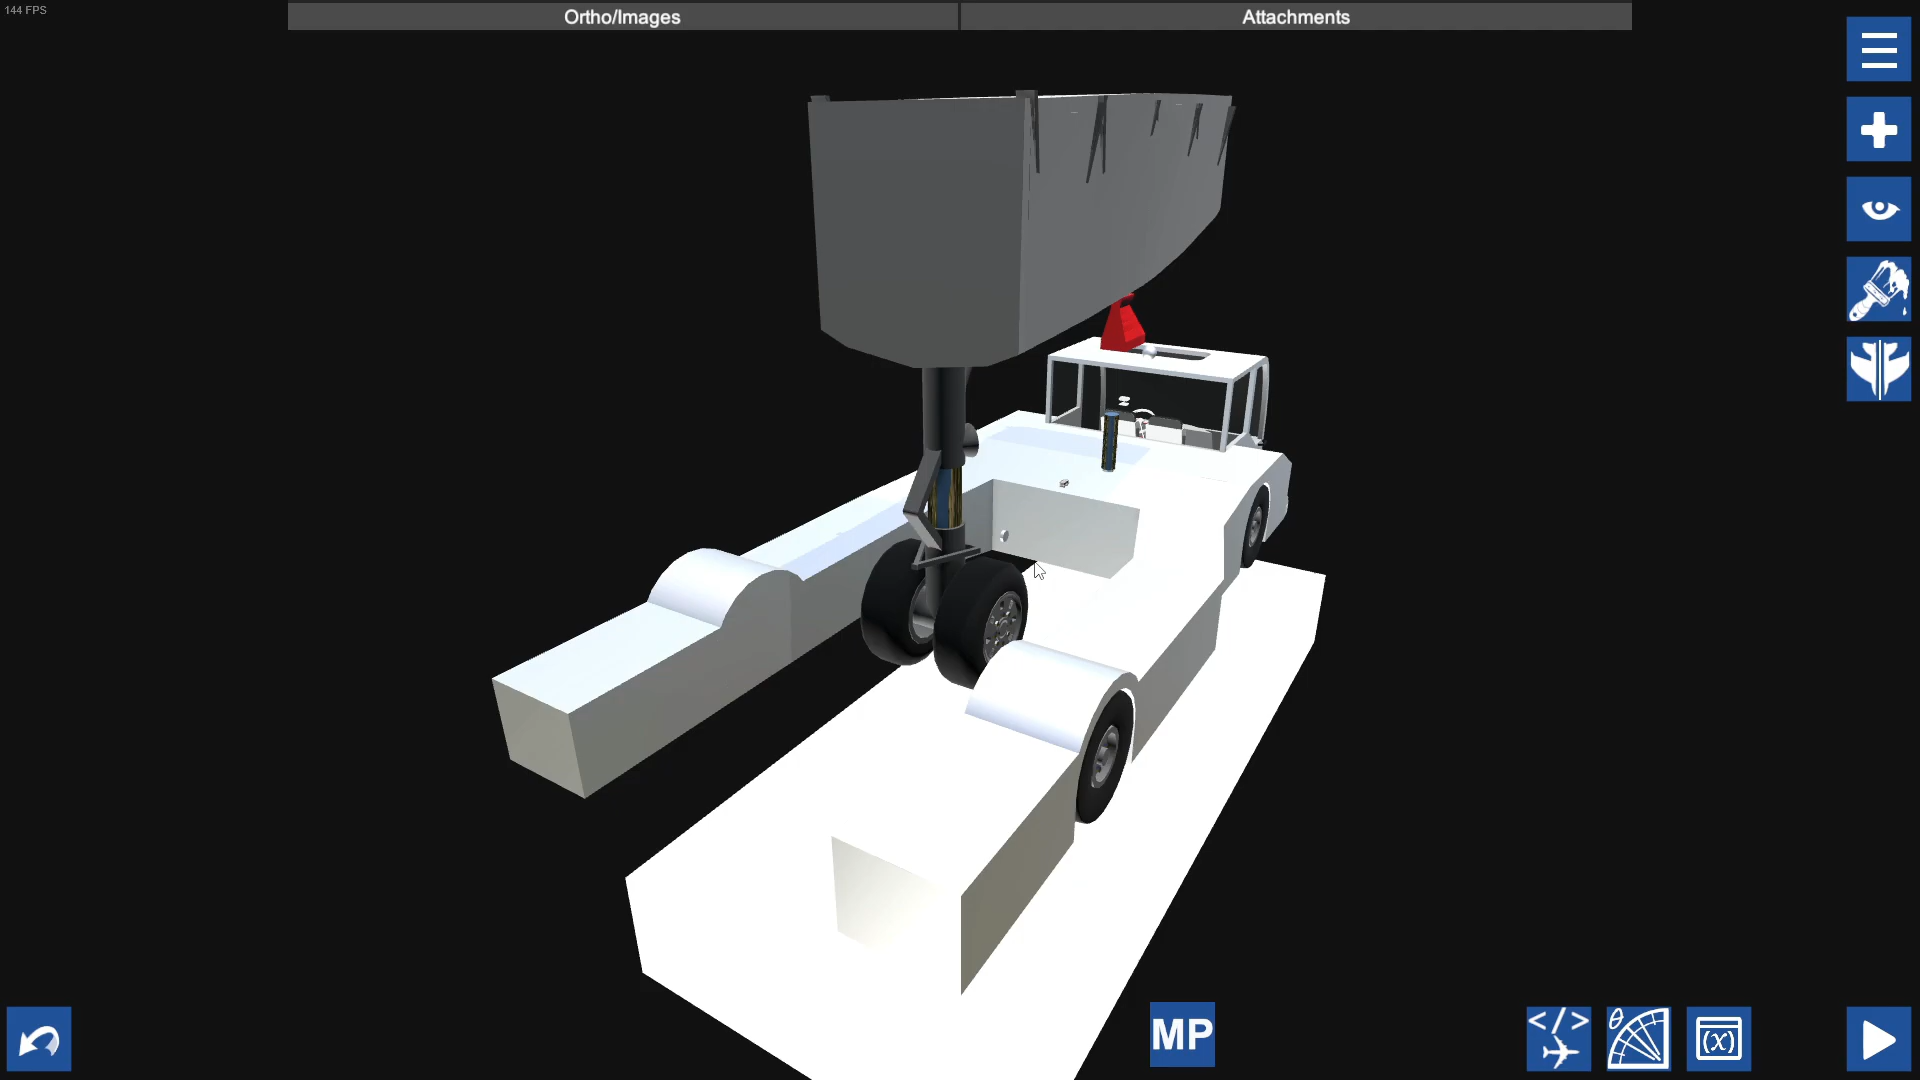 144 FPS
Ortho/Images
Attachments
MP
</>
θ
(x)